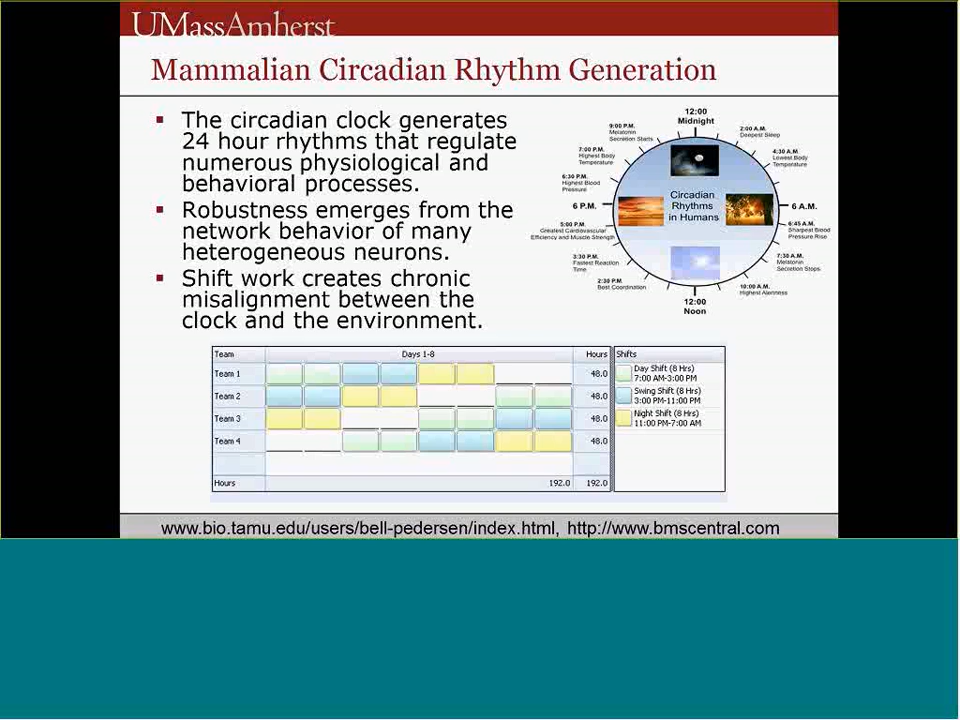 UMassAmherst
Mammalian Circadian Rhythm Generation
The circadian clock generates
24 hour rhythms that regulate
numerous physiological and
behavioral processes.
Robustness emerges from the
network behavior of many
heterogeneous neurons.
Shift work creates chronic
misalignment between the
clock and the environment.
12:00
Midnight
2:00 A.M.
Deepest Sleep
4:30 A.M.
Lowest Body
Temperature
6 A.M.
6:45 A.M.
Sharpest Blood
Pressure Rise
7:30 A.M.
Melatonin
Secretion Stops
10:00 A.M.
Highest Alertness
12:00
Noon
2:30 P.M.
Best Coordination
3:30 P.M.
Fastest Reaction
Time
5:00 P.M.
Greatest Cardiovascular
Efficiency and Muscle Strength
6 P.M.
6:30 P.M.
Highest Blood
Pressure
7:00 P.M.
Highest Body
Temperature
9:00 P.M.
Melatonin
Secretion Starts
Circadian
Rhythms
in Humans
Team Days 1-8 Hours
Team 1 48.0
Team 2 48.0
Team 3 48.0
Team 4 48.0
Hours 192.0 192.0
Shifts
Day Shift (8 Hrs)
7:00 AM-3:00 PM
Swing Shift (8 Hrs)
3:00 PM-11:00 PM
Night Shift (8 Hrs)
11:00 PM-7:00 AM
www.bio.tamu.edu/users/bell-pedersen/index.html, http://www.bmscentral.com